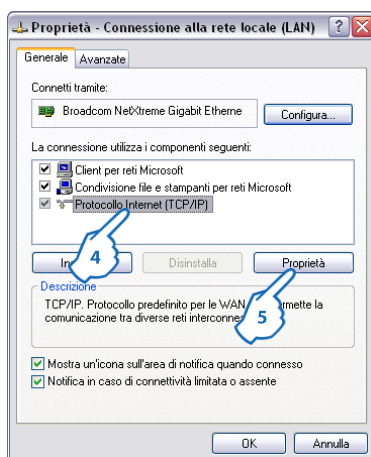 Proprietà - Connessione alla rete locale (LAN)
Generale Avanzate
Connetti tramite:
Broadcom NetXtreme Gigabit Etherne Configura...
La connessione utilizza i componenti seguenti:
Client per reti Microsoft
Condivisione file e stampanti per reti Microsoft
Protocollo Internet (TCP/IP)
4
Disinstalla Proprietà
Descrizione
TCP/IP. Protocollo predefinito per le WAN
comunicazione tra diverse reti
5
Mostra un'icona sull'area di notifica quando connesso
Notifica in caso di connettività limitata o assente
OK Annulla